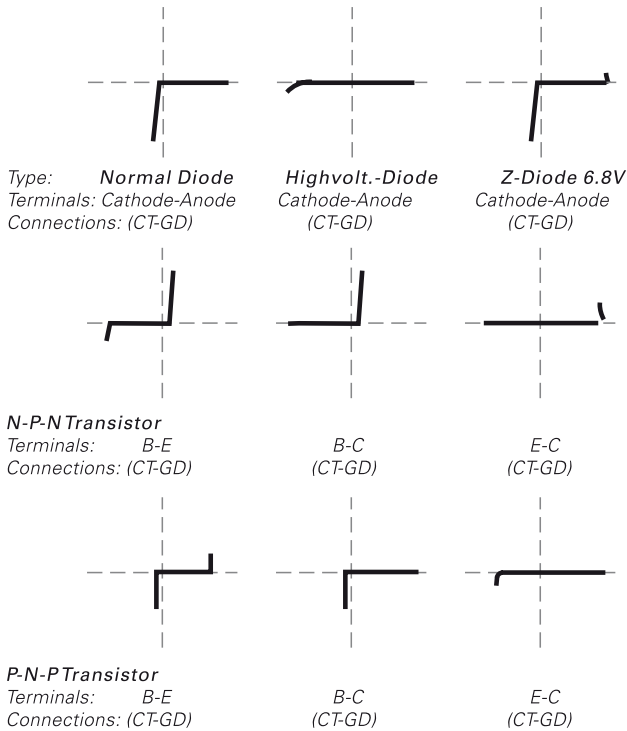 Type: Normal Diode Highvolt.-Diode Z-Diode 6.8V
Terminals: Cathode-Anode Cathode-Anode Cathode-Anode
Connections: (CT-GD) (CT-GD) (CT-GD)
N-P-N Transistor
Terminals: B-E B-C E-C
Connections: (CT-GD) (CT-GD) (CT-GD)
P-N-P Transistor
Terminals: B-E B-C E-C
Connections: (CT-GD) (CT-GD) (CT-GD)